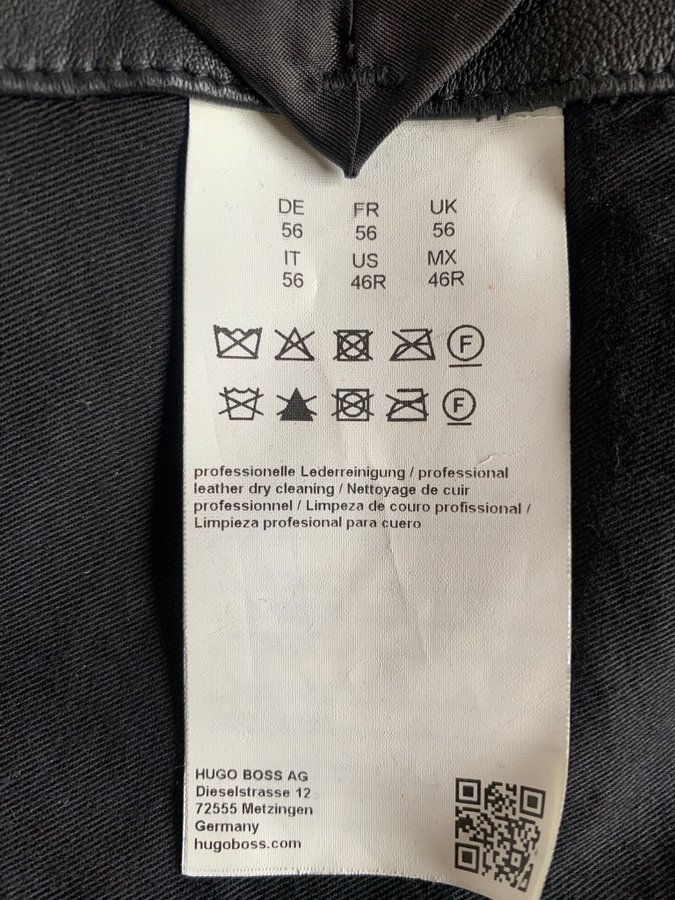 DE FR UK
56 56 56
IT US MX
56 46R 46R
F
F
professionelle Lederreinigung / professional
leather dry cleaning / Nettoyage de cuir
professionnel / Limpeza de couro profissional /
Limpieza profesional para cuero
HUGO BOSS AG
Dieselstrasse 12
72555 Metzingen
Germany
hugoboss.com